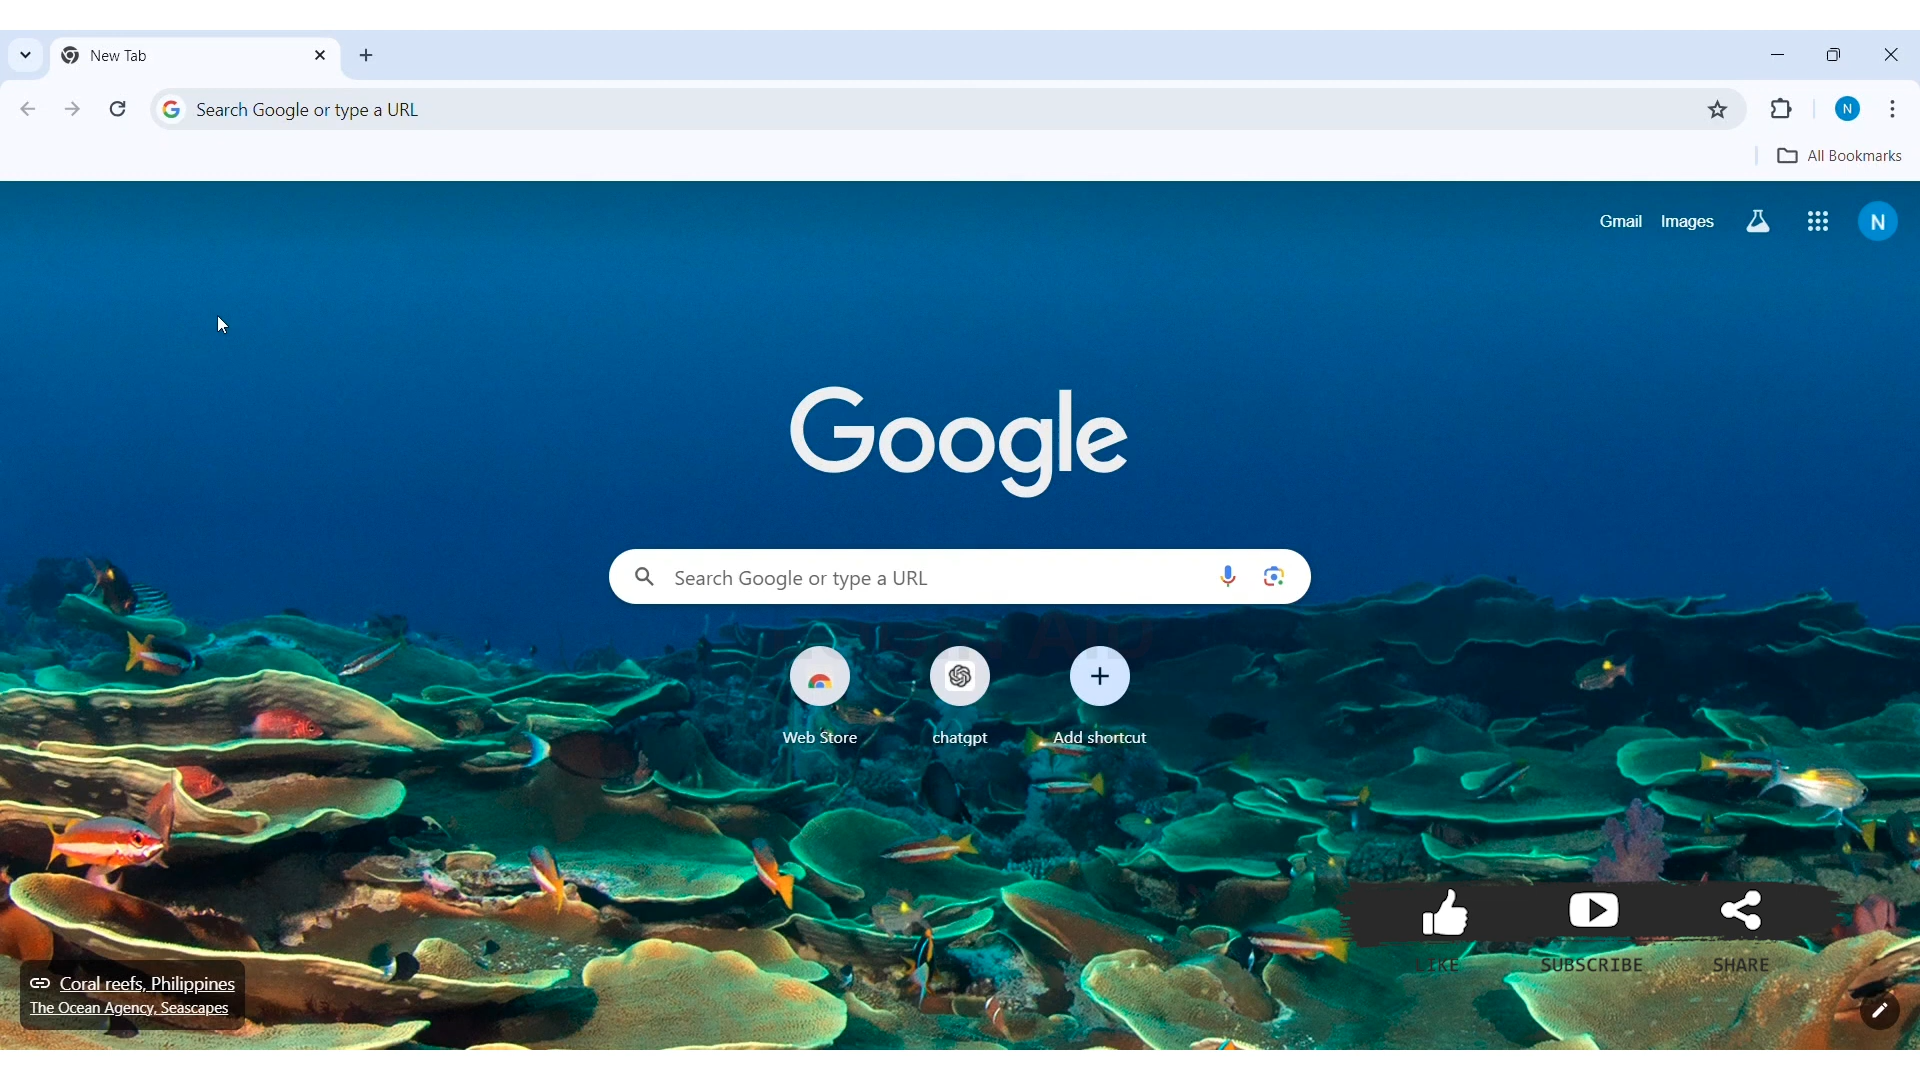 New Tab
Search Google or type a URL
N
All Bookmarks
Gmail Images
N
Google
Search Google or type a URL
Web Store chatgpt Add shortcut
LIKE SUBSCRIBE SHARE
Coral reefs, Philippines
The Ocean Agency, Seascapes